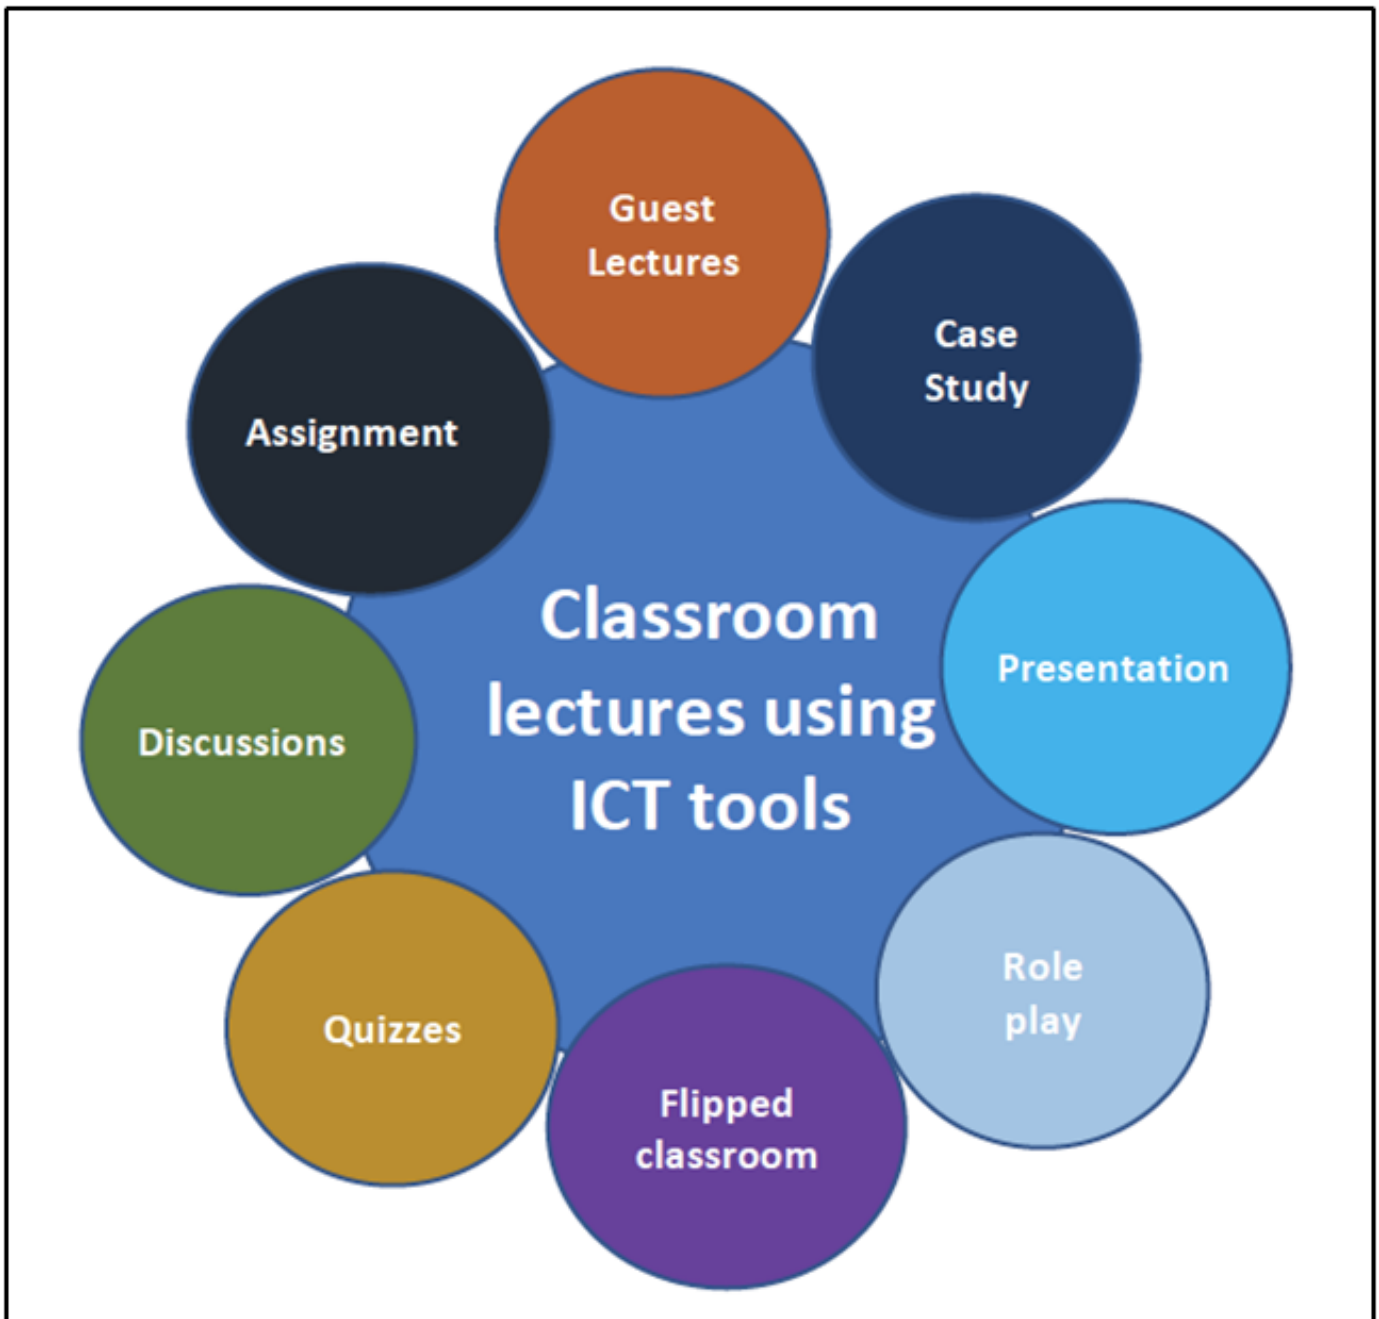 Guest
Lectures
Case
Study
Assignment
Classroom
lectures using
ICT tools
Presentation
Discussions
Role
play
Quizzes
Flipped
classroom